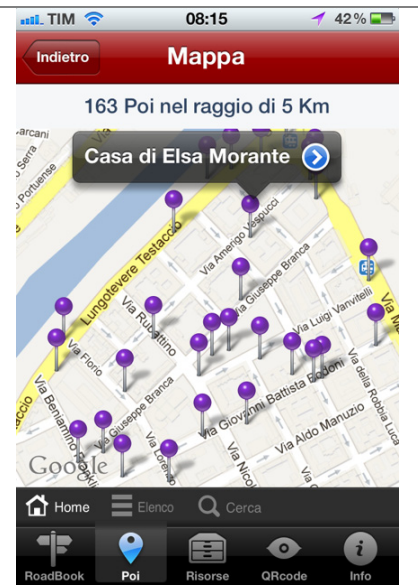 TIM 08:15 42%
Indietro Mappa
163 Poi nel raggio di 5 Km
Casa di Elsa Morante
Lungotevere Testaccio
Via Amerigo Vespucci
Via Giuseppe Branca
Via Rubattino
Via Luigi Vanvitelli
Via Florio
Via Giuseppe Branca
Via Giovanni Battista Bodoni
Via della Robbia Luca
Via Aldo Manuzio
Via Lorenzo
Via Nico
Google
Home Elenco Cerca
RoadBook Poi Risorse QRcode Info